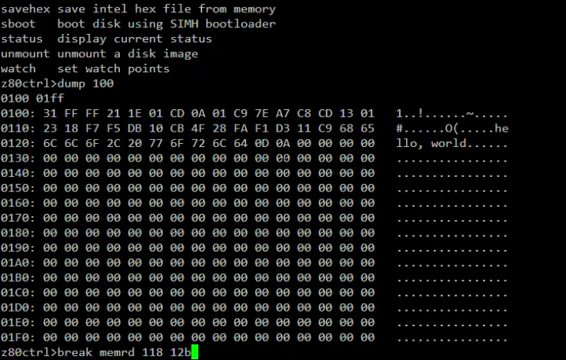 savehex save intel hex file from memory
sboot boot disk using SIMH bootloader
status display current status
unmount unmount a disk image
watch set watch points
z80ctrl>dump 100
0100 01ff
0100: 31 FF FF 21 1E 01 CD 0A 01 C9 7E A7 C8 CD 13 01 1..!......~.....
0110: 23 18 F7 F5 DB 10 CB 4F 28 FA F1 D3 11 C9 68 65 #......O(.....he
0120: 6C 6C 6F 2C 20 77 6F 72 6C 64 0D 0A 00 00 00 00 llo, world......
0130: 00 00 00 00 00 00 00 00 00 00 00 00 00 00 00 00 ................
0140: 00 00 00 00 00 00 00 00 00 00 00 00 00 00 00 00 ................
0150: 00 00 00 00 00 00 00 00 00 00 00 00 00 00 00 00 ................
0160: 00 00 00 00 00 00 00 00 00 00 00 00 00 00 00 00 ................
0170: 00 00 00 00 00 00 00 00 00 00 00 00 00 00 00 00 ................
0180: 00 00 00 00 00 00 00 00 00 00 00 00 00 00 00 00 ................
0190: 00 00 00 00 00 00 00 00 00 00 00 00 00 00 00 00 ................
01A0: 00 00 00 00 00 00 00 00 00 00 00 00 00 00 00 00 ................
01B0: 00 00 00 00 00 00 00 00 00 00 00 00 00 00 00 00 ................
01C0: 00 00 00 00 00 00 00 00 00 00 00 00 00 00 00 00 ................
01D0: 00 00 00 00 00 00 00 00 00 00 00 00 00 00 00 00 ................
01E0: 00 00 00 00 00 00 00 00 00 00 00 00 00 00 00 00 ................
01F0: 00 00 00 00 00 00 00 00 00 00 00 00 00 00 00 00 ................
z80ctrl>break memrd 118 12b